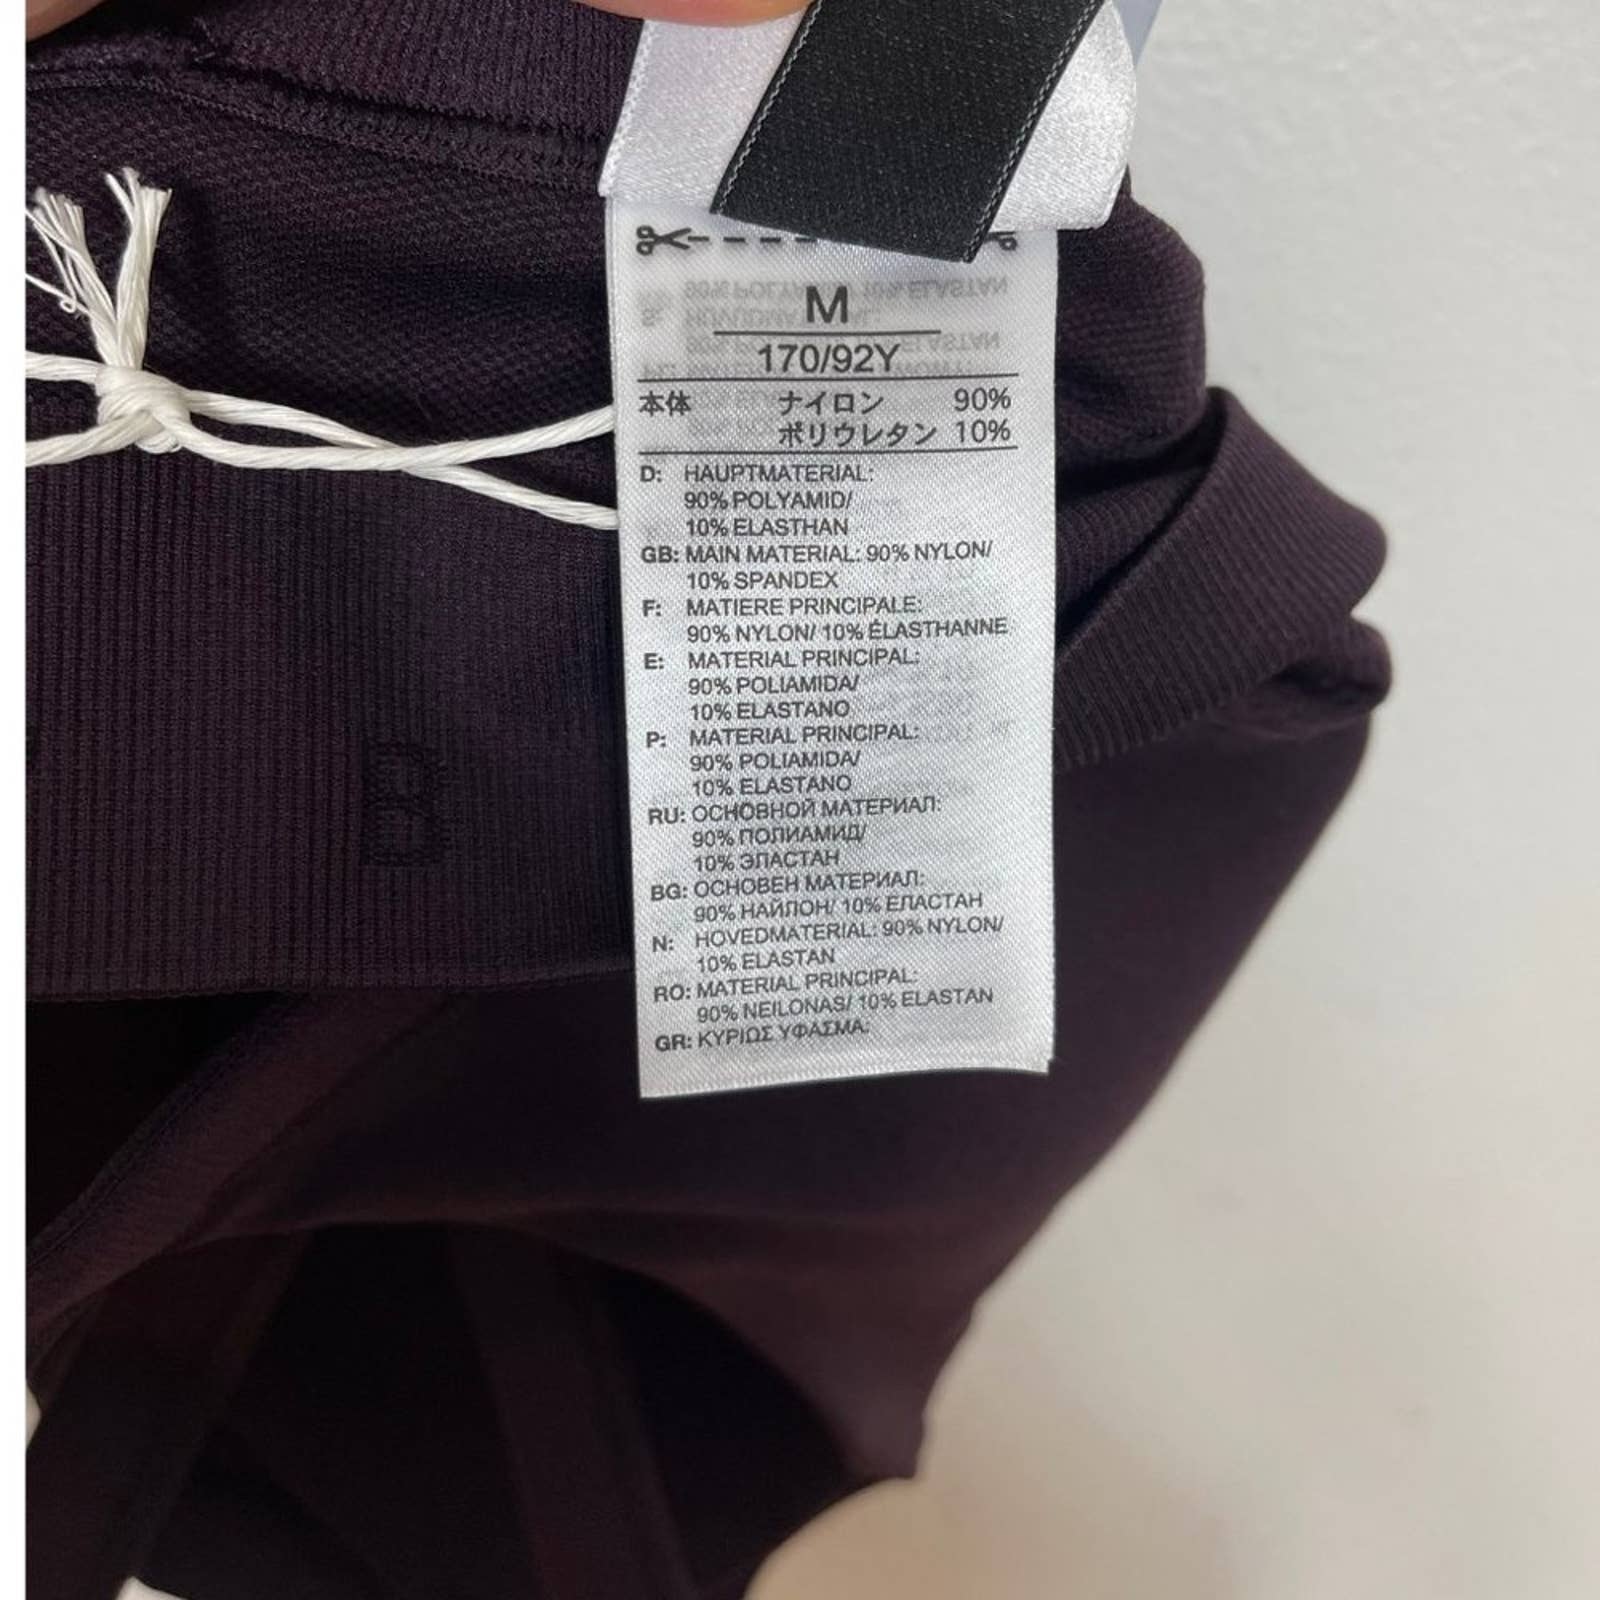 M
170/92Y
本体 ナイロン 90%
ポリウレタン 10%
D: HAUPTMATERIAL:
90% POLYAMID/
10% ELASTHAN
GB: MAIN MATERIAL: 90% NYLON/
10% SPANDEX
F: MATIERE PRINCIPALE:
90% NYLON/ 10% ÉLASTHANNE
E: MATERIAL PRINCIPAL:
90% POLIAMIDA/
10% ELASTANO
P: MATERIAL PRINCIPAL:
90% POLIAMIDA/
10% ELASTANO
RU: ОСНОВНОЙ МАТЕРИАЛ:
90% ПОЛИАМИД/
10% ЭЛАСТАН
BG: ОСНОВЕН МАТЕРИАЛ:
90% НАЙЛОН/ 10% ЕЛАСТАН
N: HOVEDMATERIAL: 90% NYLON/
10% ELASTAN
RO: MATERIAL PRINCIPAL:
90% NEILONAS/ 10% ELASTAN
GR: ΚΥΡΙΩΣ ΥΦΑΣΜΑ: